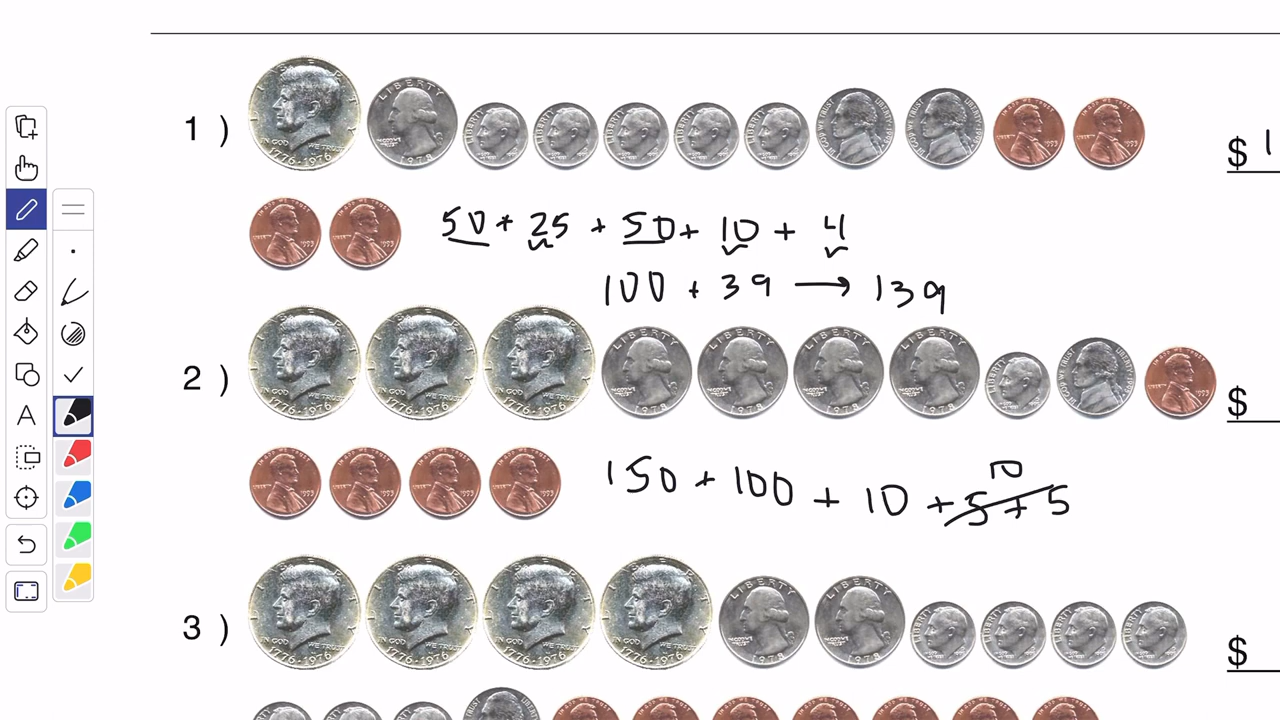 1 )
$ 1
50 + 25 + 50 + 10 + 4
100 + 39 → 139
2 )
$
10
150 + 100 + 10 + 5 + 5
3 )
$
A